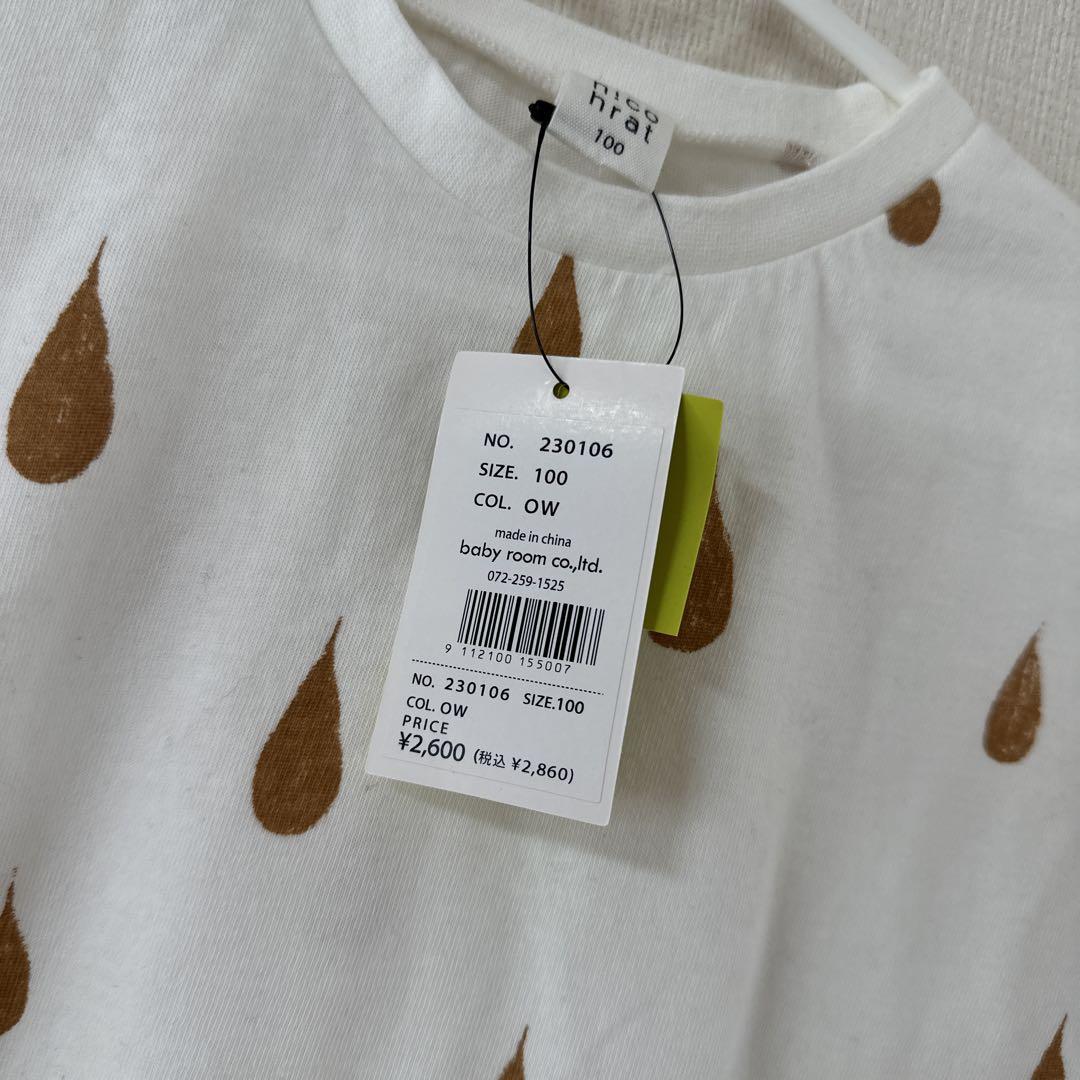 nico
hrat
100
NO. 230106
SIZE. 100
COL. OW
made in china
baby room co.,ltd.
072-259-1525
9 112100 155007
NO. 230106 SIZE.100
COL. OW
PRICE
¥2,600 (税込 ¥2,860)